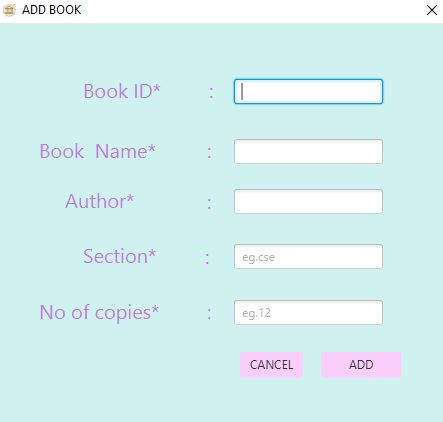 ADD BOOK
Book ID* :
Book Name* :
Author* :
Section* : eg.cse
No of copies* : eg.12
CANCEL ADD